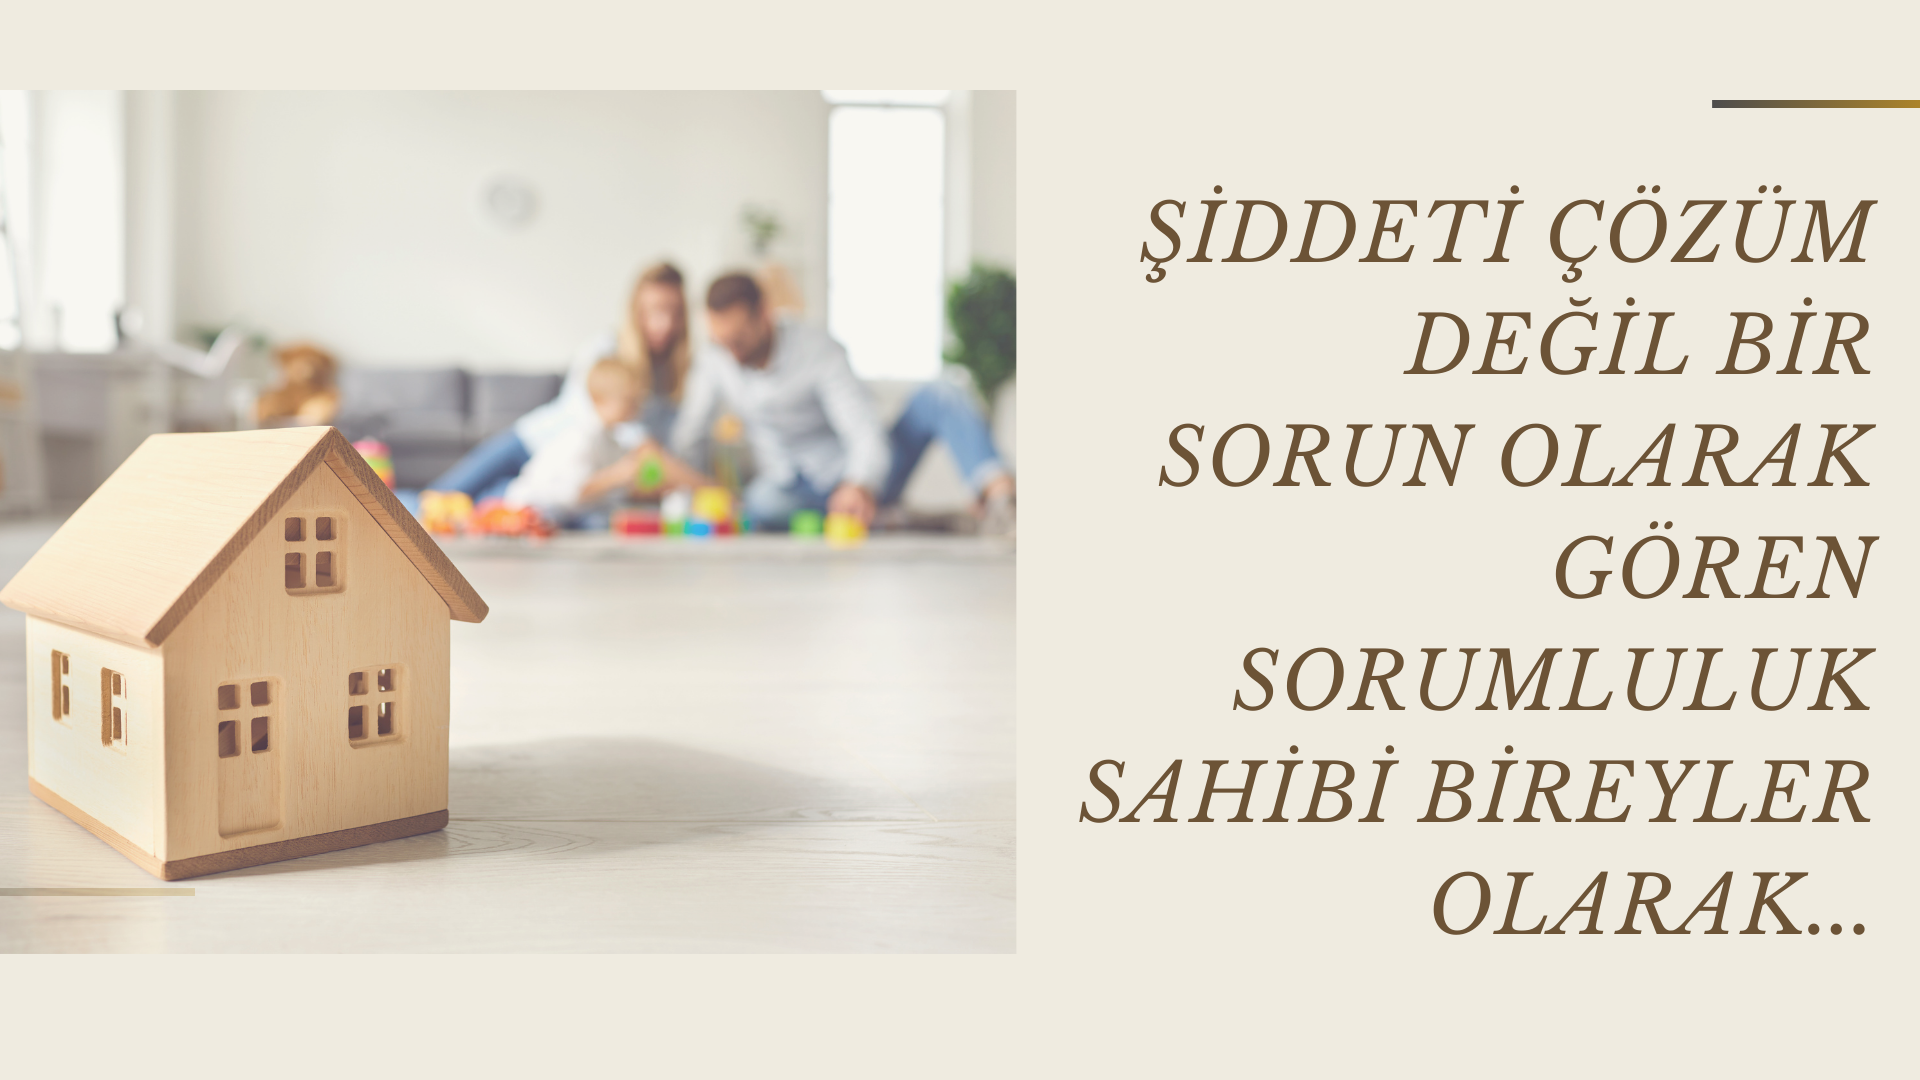 ŞİDDETİ ÇÖZÜM
DEĞİL BİR
SORUN OLARAK
GÖREN
SORUMLULUK
SAHİBİ BİREYLER
OLARAK...